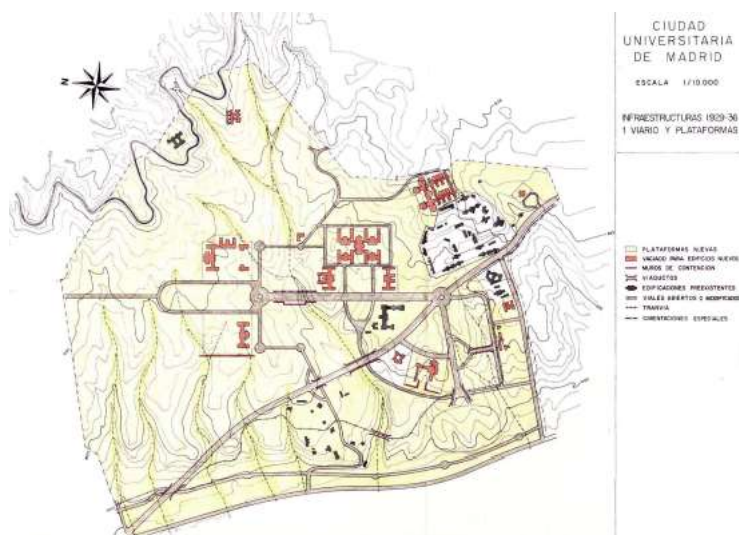 CIUDAD
UNIVERSITARIA
DE MADRID
ESCALA 1/10.000
INFRAESTRUCTURAS 1929-36
1 VIARIO Y PLATAFORMAS
PLATAFORMAS NUEVAS
VACIADO PARA EDIFICIOS NUEVOS
MUROS DE CONTENCION
VIADUCTOS
EDIFICACIONES PREEXISTENTES
VIALES ABIERTOS O MODIFICADOS
TRANVIA
CIMENTACIONES ESPECIALES
N